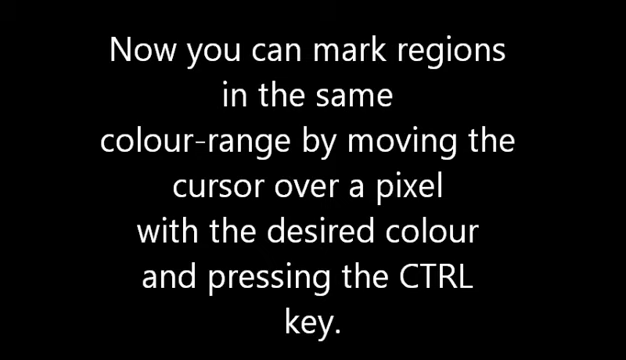 Now you can mark regions
in the same
colour-range by moving the
cursor over a pixel
with the desired colour
and pressing the CTRL
key.